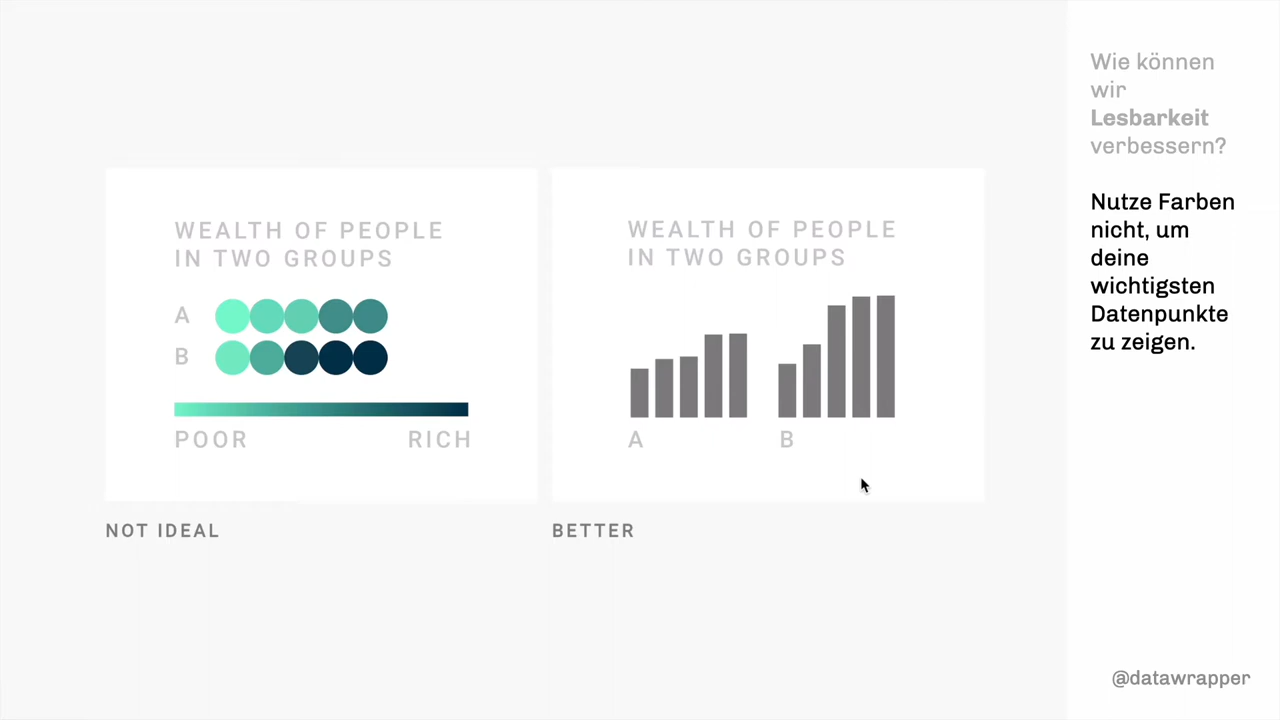 WEALTH OF PEOPLE
IN TWO GROUPS
A
B
POOR RICH
NOT IDEAL
WEALTH OF PEOPLE
IN TWO GROUPS
A B
BETTER
Wie können
wir
Lesbarkeit
verbessern?
Nutze Farben
nicht, um
deine
wichtigsten
Datenpunkte
zu zeigen.
@datawrapper